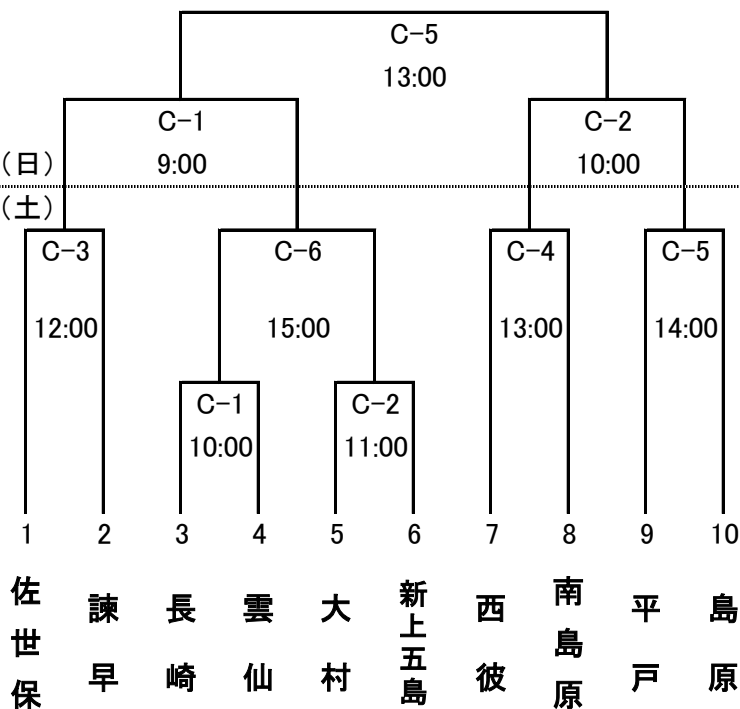 C-5
13:00
C-1
C-2
(日)
9:00
10:00
(土)
C-3
C-6
C-4
C-5
12:00
15:00
13:00
14:00
C-1
C-2
10:00
11:00
1 2 3 4 5 6 7 8 9 10
佐世保
諫早
長崎
雲仙
大村
新上五島
西彼
南島原
平戸
島原